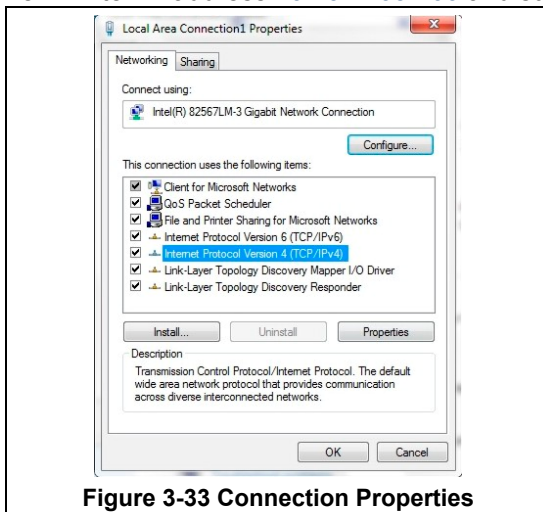 Local Area Connection1 Properties
Networking
Sharing
Connect using:
Intel(R) 82567LM-3 Gigabit Network Connection
Configure...
This connection uses the following items:
Client for Microsoft Networks
QoS Packet Scheduler
File and Printer Sharing for Microsoft Networks
Internet Protocol Version 6 (TCP/IPv6)
Internet Protocol Version 4 (TCP/IPv4)
Link-Layer Topology Discovery Mapper I/O Driver
Link-Layer Topology Discovery Responder
Install...
Uninstall
Properties
Description
Transmission Control Protocol/Internet Protocol. The default
wide area network protocol that provides communication
across diverse interconnected networks.
OK
Cancel
Figure 3-33 Connection Properties